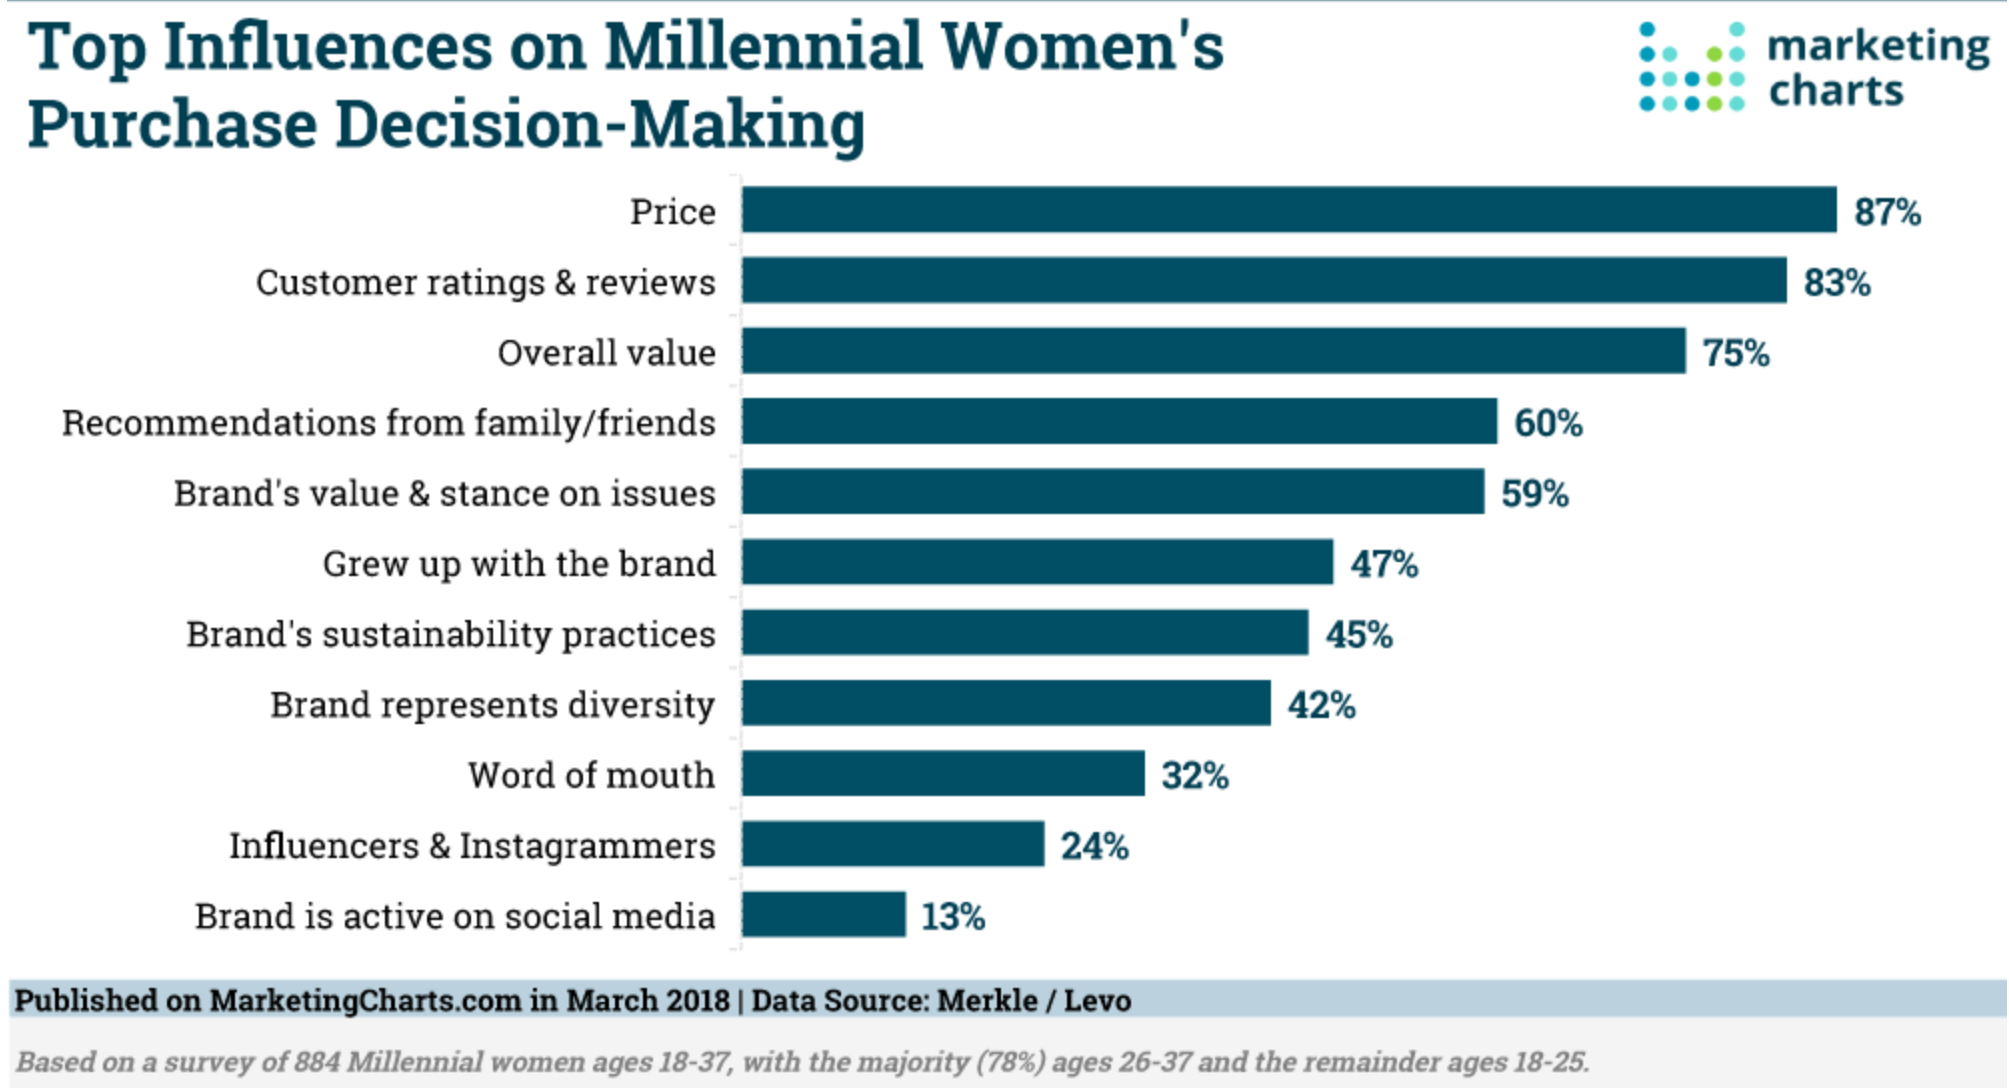 Top Influences on Millennial Women's
Purchase Decision-Making
marketing
charts
Price 87%
Customer ratings & reviews 83%
Overall value 75%
Recommendations from family/friends 60%
Brand's value & stance on issues 59%
Grew up with the brand 47%
Brand's sustainability practices 45%
Brand represents diversity 42%
Word of mouth 32%
Influencers & Instagrammers 24%
Brand is active on social media 13%
Published on MarketingCharts.com in March 2018 | Data Source: Merkle / Levo
Based on a survey of 884 Millennial women ages 18-37, with the majority (78%) ages 26-37 and the remainder ages 18-25.